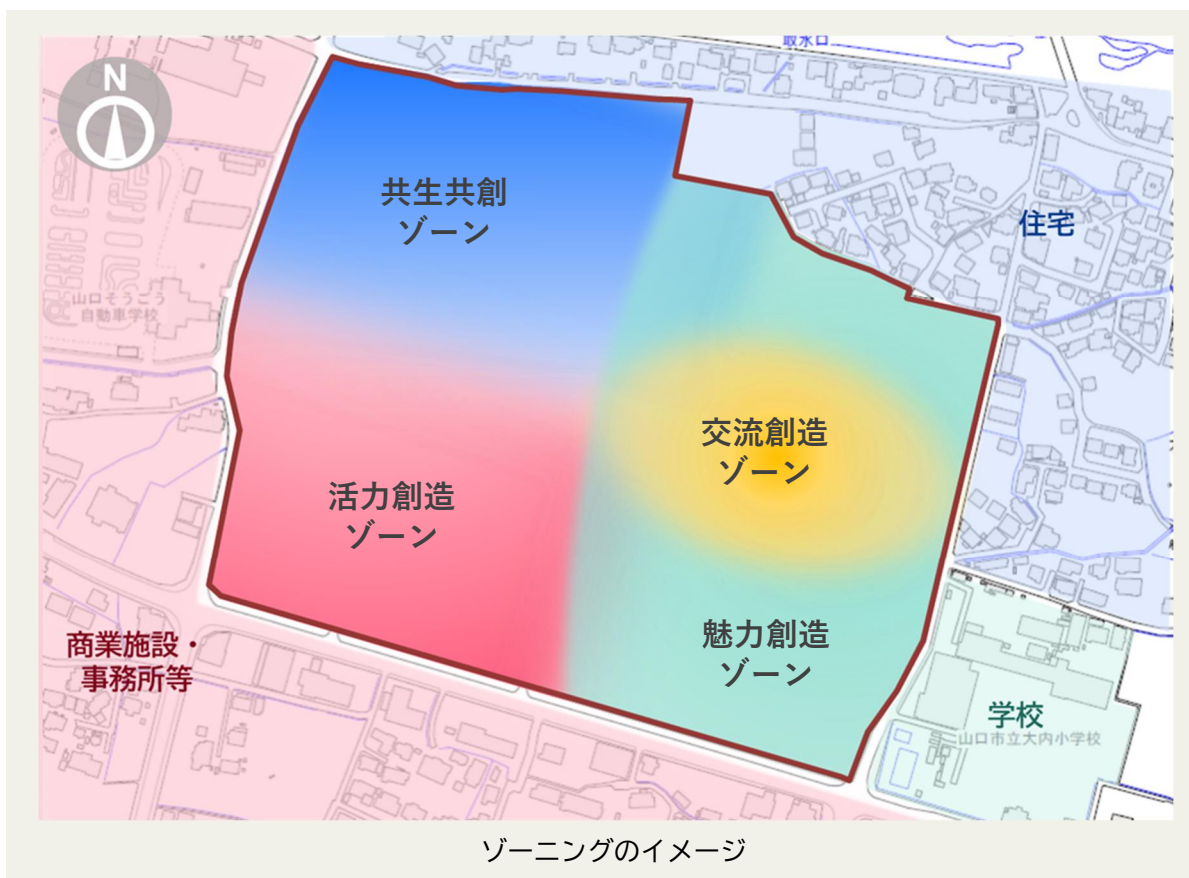 取水口
N
共生共創
ゾーン
住宅
山口そうごう
自動車学校
交流創造
ゾーン
活力創造
ゾーン
商業施設・
事務所等
魅力創造
ゾーン
学校
山口市立大内小学校
ゾーニングのイメージ